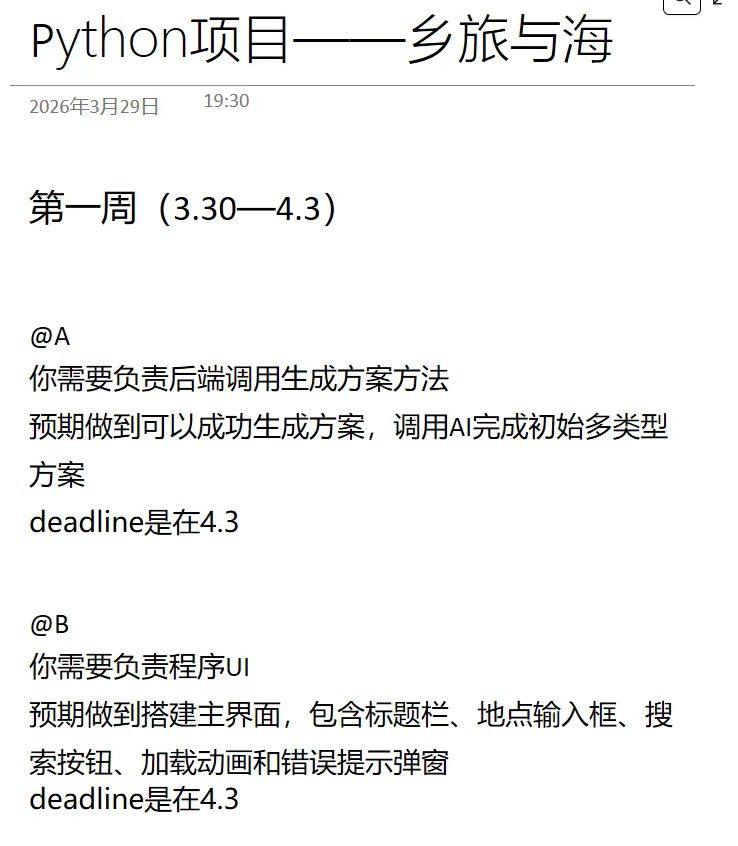 Python项目——乡旅与海
2026年3月29日 19:30
第一周（3.30—4.3）
@A
你需要负责后端调用生成方案方法
预期做到可以成功生成方案，调用AI完成初始多类型
方案
deadline是在4.3
@B
你需要负责程序UI
预期做到搭建主界面，包含标题栏、地点输入框、搜
索按钮、加载动画和错误提示弹窗
deadline是在4.3